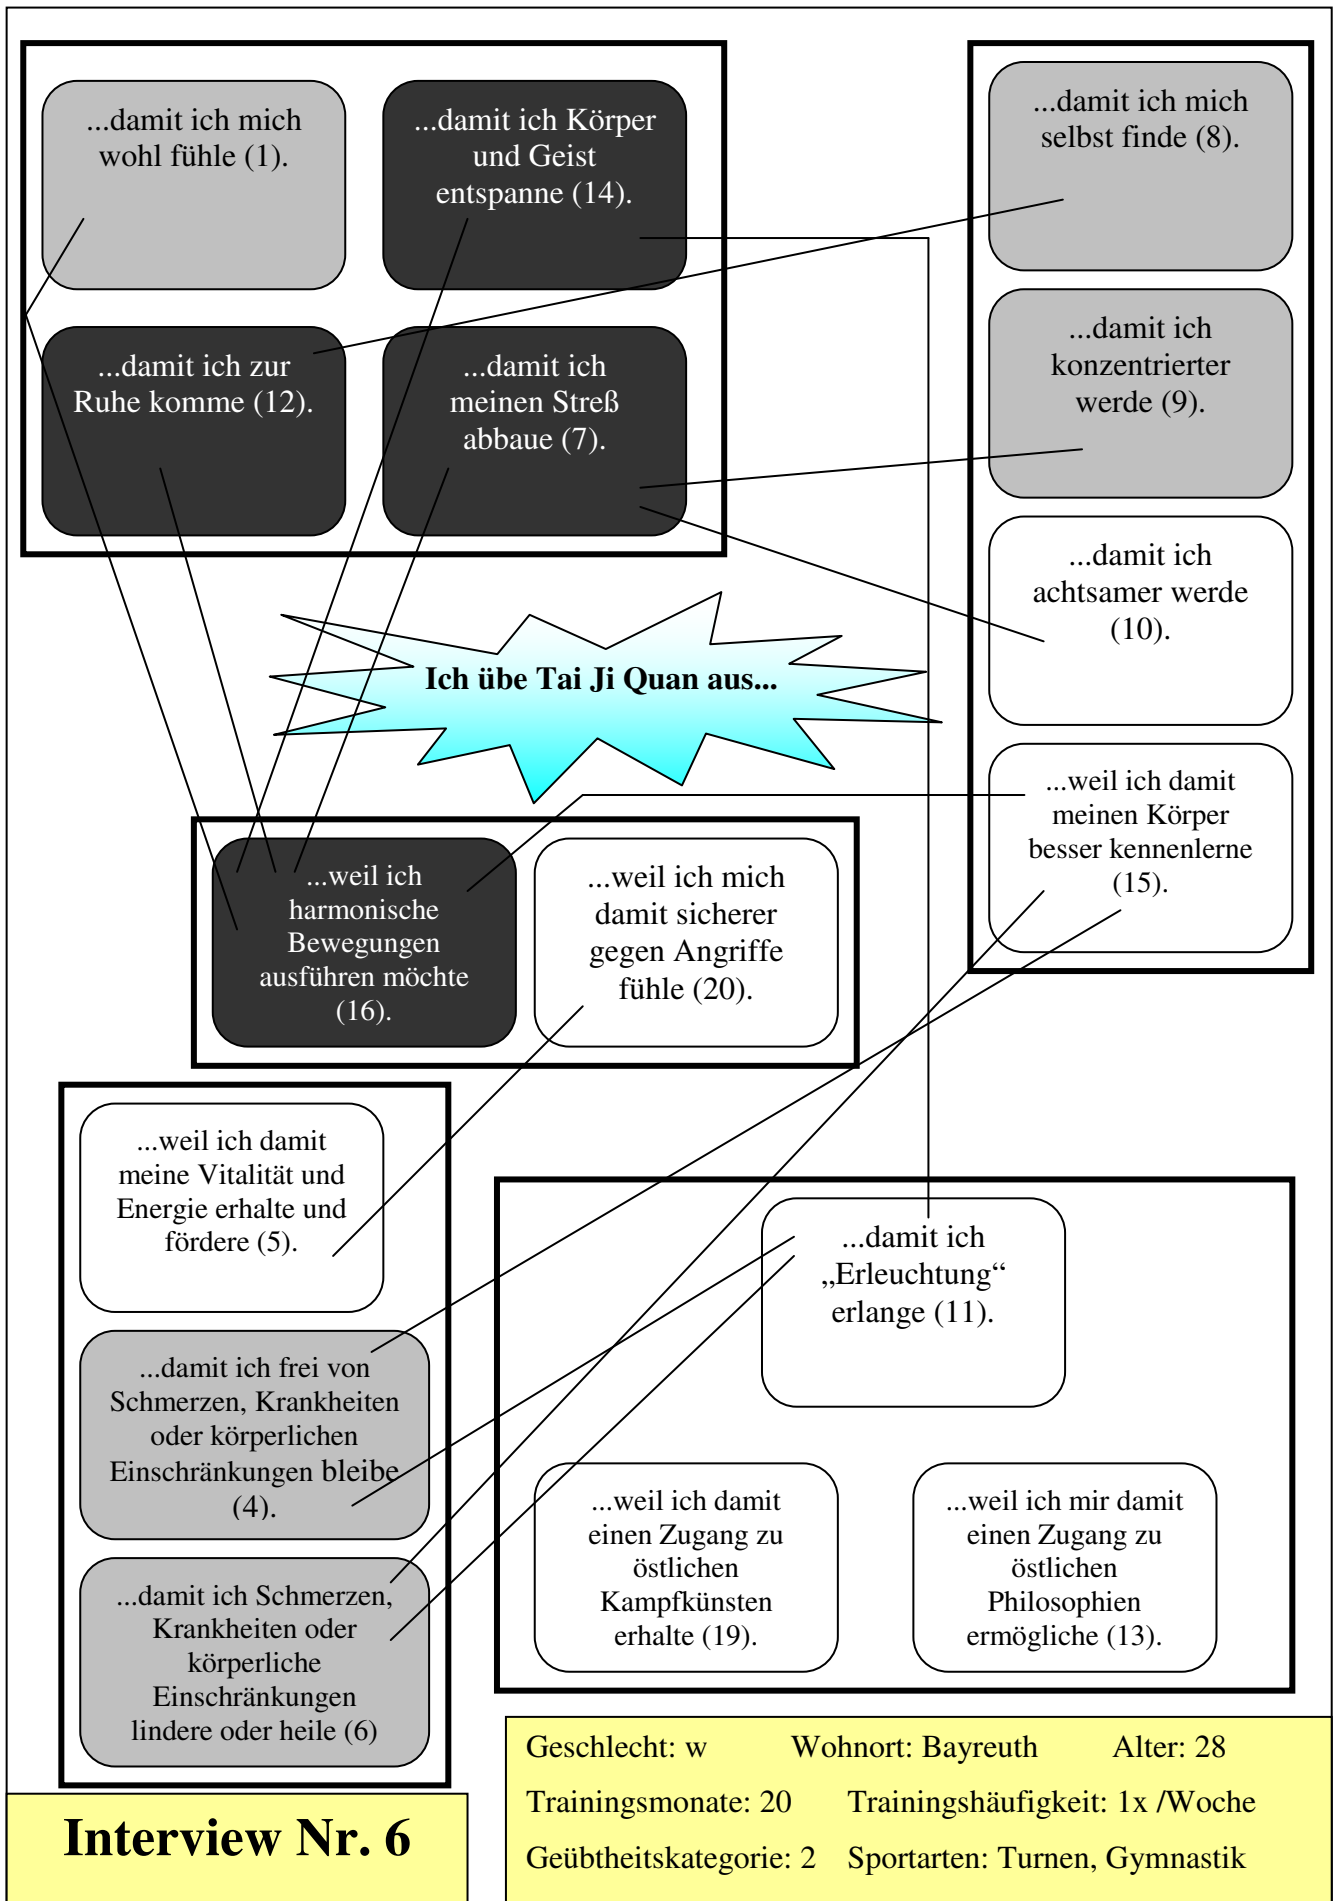 ...damit ich mich
wohl fühle (1).
...damit ich Körper
und Geist
entspanne (14).
...damit ich zur
Ruhe komme (12).
...damit ich
meinen Streß
abbaue (7).
...damit ich mich
selbst finde (8).
...damit ich
konzentrierter
werde (9).
...damit ich
achtsamer werde
(10).
...weil ich damit
meinen Körper
besser kennenlerne
(15).
Ich übe Tai Ji Quan aus...
...weil ich
harmonische
Bewegungen
ausführen möchte
(16).
...weil ich mich
damit sicherer
gegen Angriffe
fühle (20).
...weil ich damit
meine Vitalität und
Energie erhalte und
fördere (5).
...damit ich frei von
Schmerzen, Krankheiten
oder körperlichen
Einschränkungen bleibe
(4).
...damit ich Schmerzen,
Krankheiten oder
körperliche
Einschränkungen
lindere oder heile (6)
...damit ich
„Erleuchtung“
erlange (11).
...weil ich damit
einen Zugang zu
östlichen
Kampfkünsten
erhalte (19).
...weil ich mir damit
einen Zugang zu
östlichen
Philosophien
ermögliche (13).
Interview Nr. 6
Geschlecht: w Wohnort: Bayreuth Alter: 28
Trainingsmonate: 20 Trainingshäufigkeit: 1x /Woche
Geübtheitskategorie: 2 Sportarten: Turnen, Gymnastik